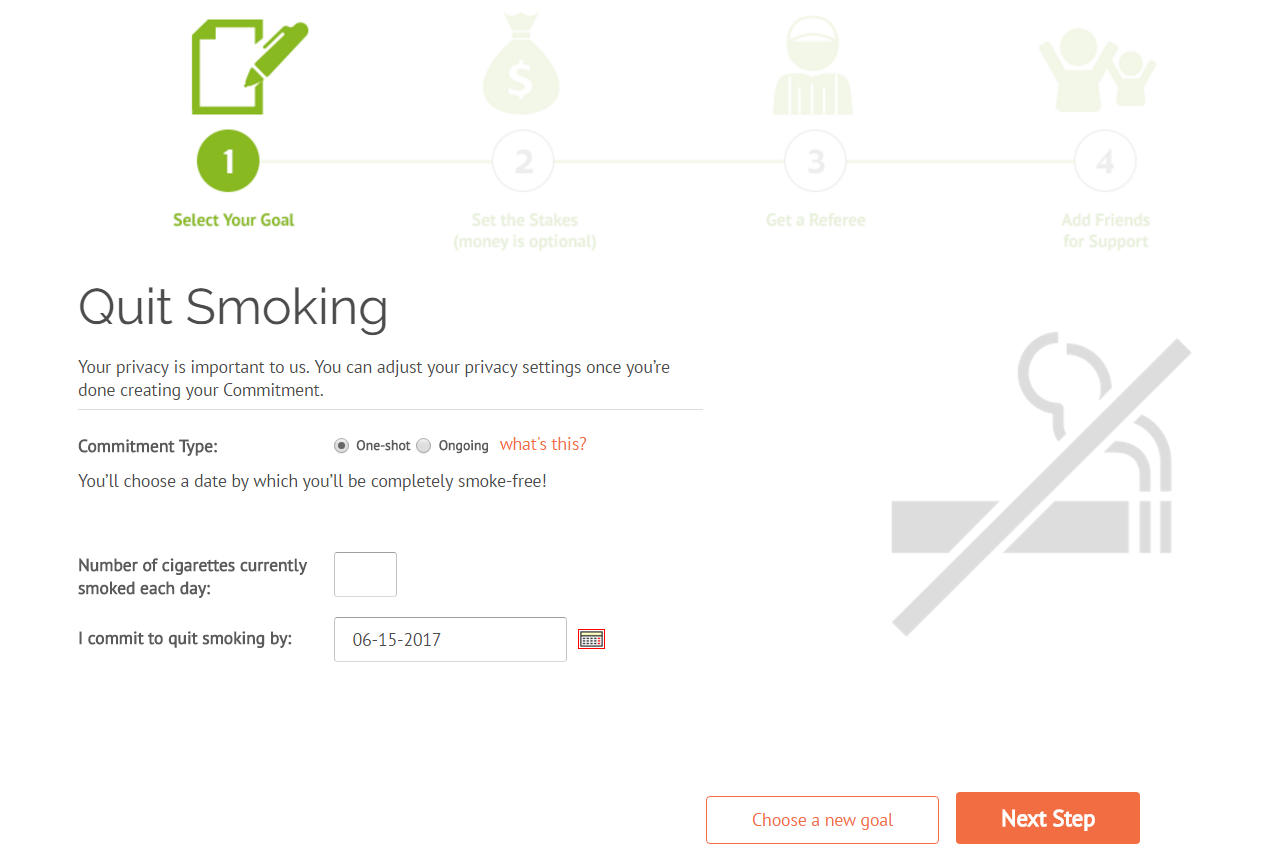 $
1
2
3
4
Select Your Goal
Set the Stakes
(money is optional)
Get a Referee
Add Friends
for Support
Quit Smoking
Your privacy is important to us. You can adjust your privacy settings once you're
done creating your Commitment.
Commitment Type:
One-shot
Ongoing
what's this?
You'll choose a date by which you'll be completely smoke-free!
Number of cigarettes currently
smoked each day:
I commit to quit smoking by:
06-15-2017
Choose a new goal
Next Step